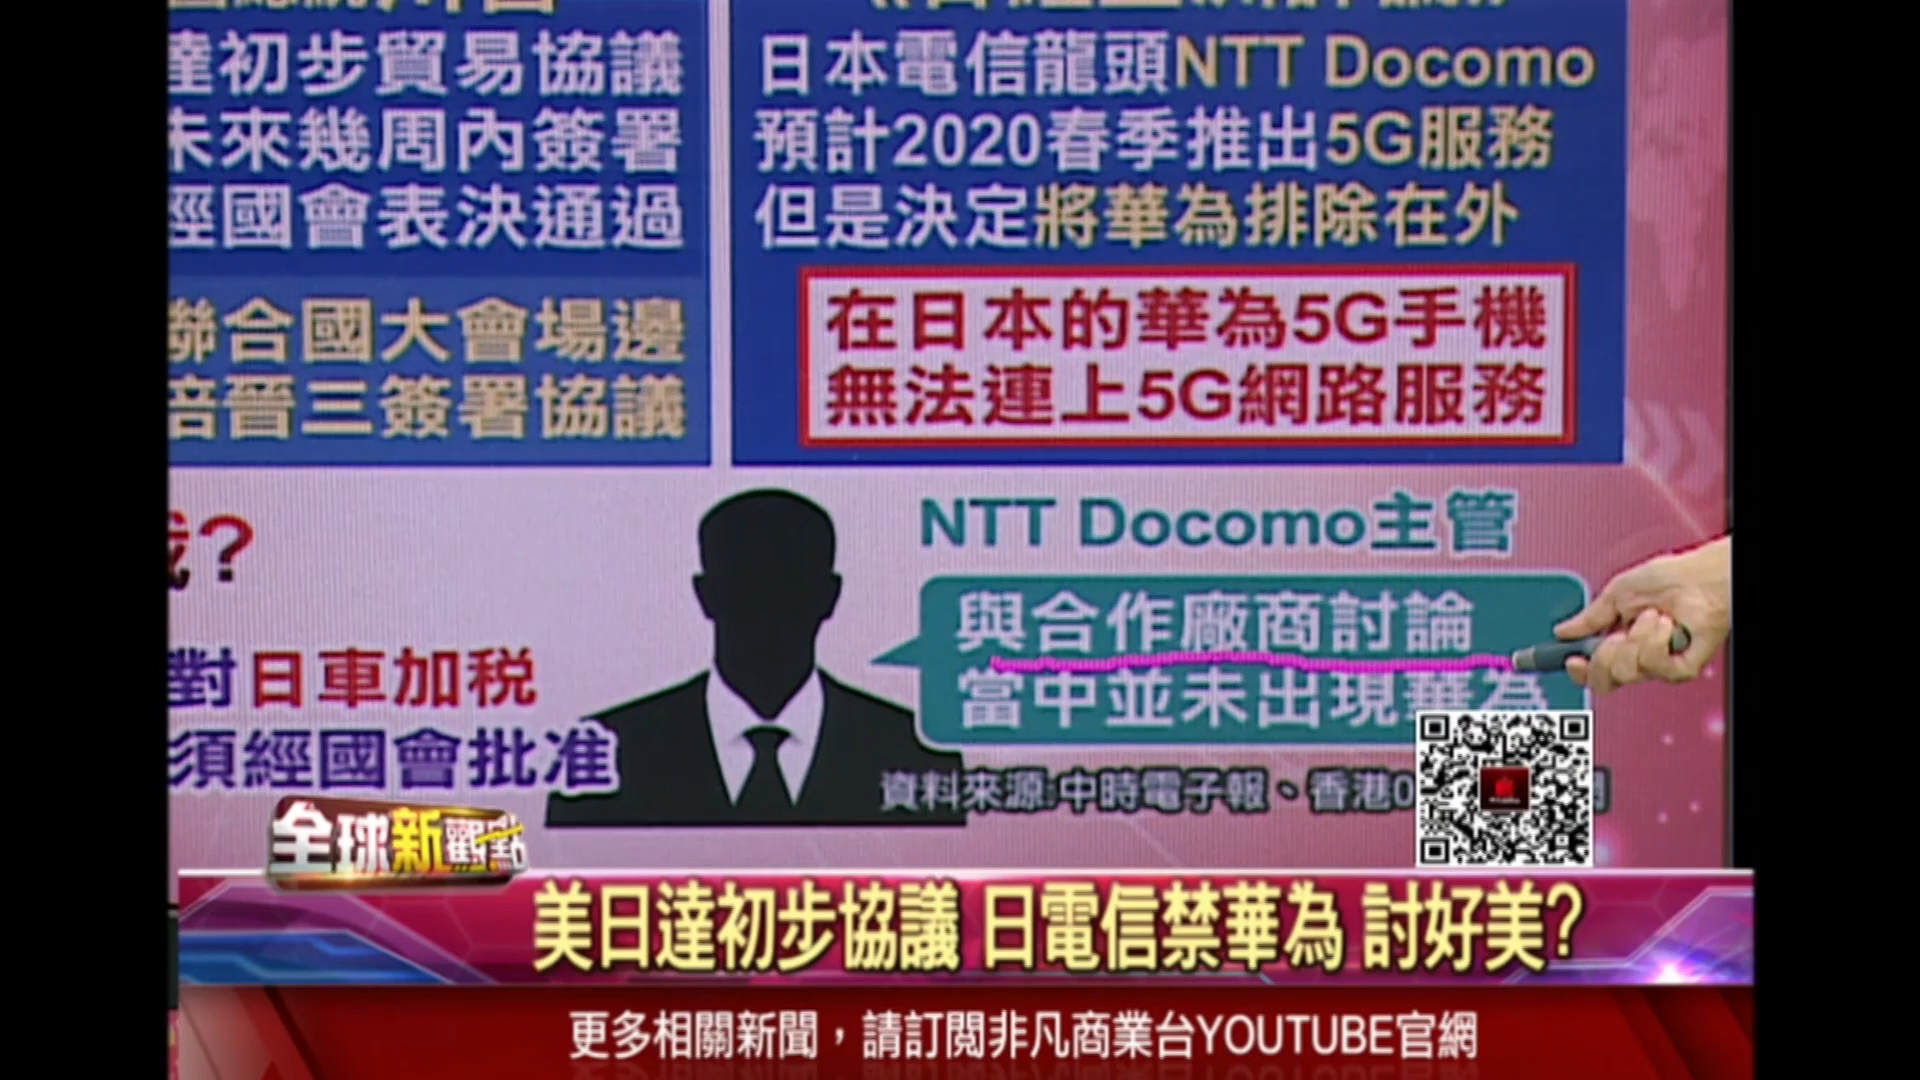 達初步貿易協議
未來幾周內簽署
經國會表決通過
聯合國大會場邊
倍晉三簽署協議
日本電信龍頭NTT Docomo
預計2020春季推出5G服務
但是決定將華為排除在外
在日本的華為5G手機
無法連上5G網路服務
?
對日車加税
須經國會批准
NTT Docomo主管
與合作廠商討論
當中並未出現華為
資料來源:中時電子報、香港0
全球新觀點
美日達初步協議 日電信禁華為 討好美?
更多相關新聞，請訂閱非凡商業台YOUTUBE官網